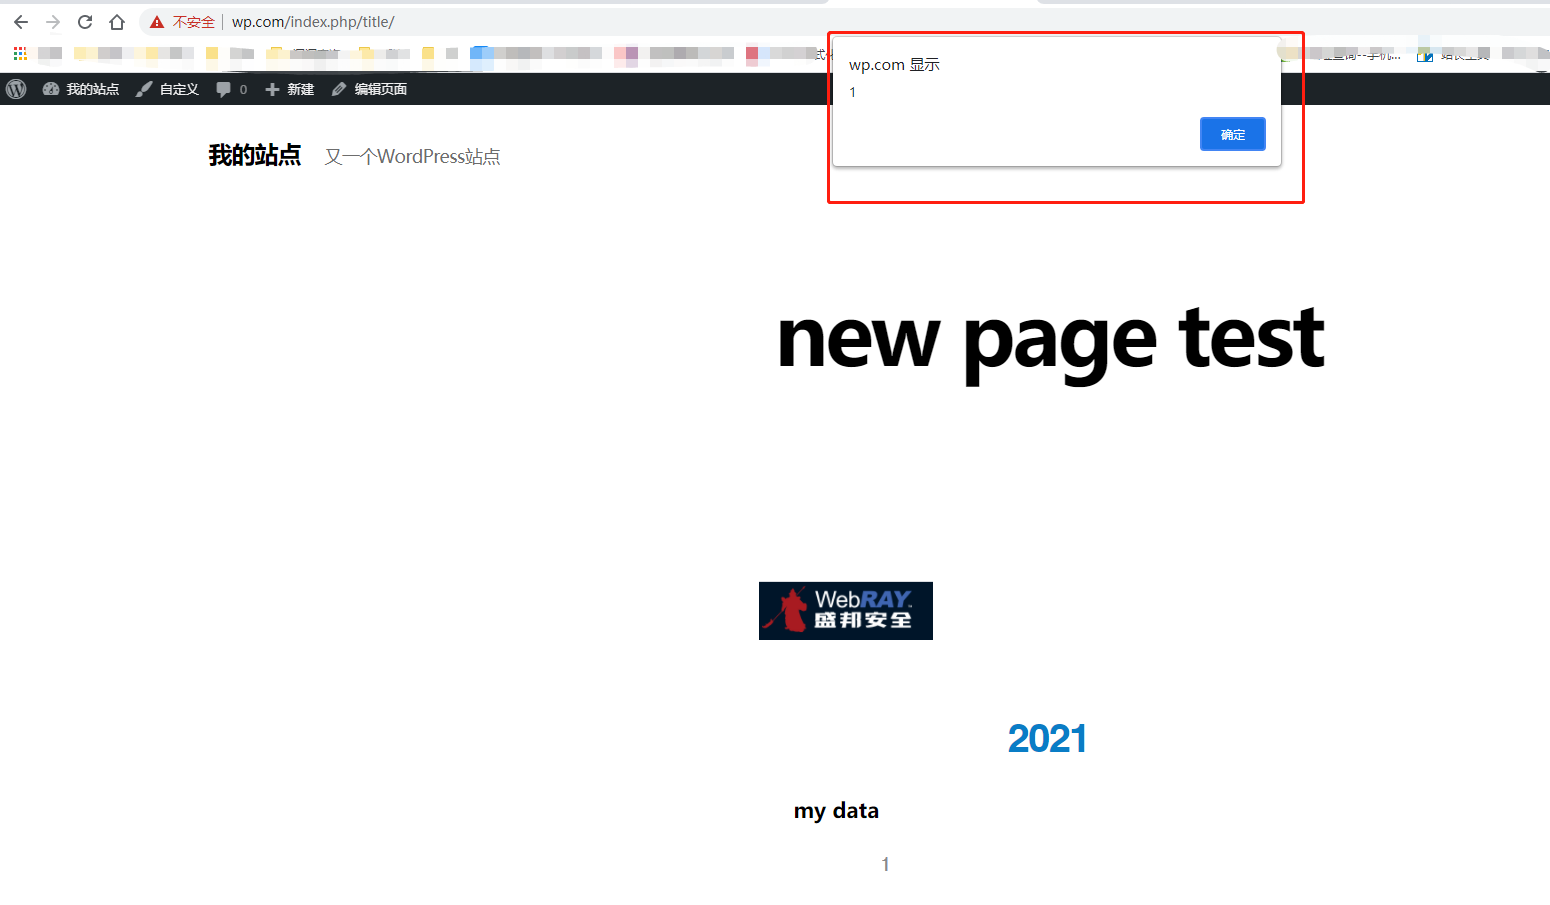 不安全 wp.com/index.php/title/
wp.com 显示
1
确定
我的站点 自定义 0 新建 编辑页面
我的站点 又一个WordPress站点
new page test
WebRAY
盛邦安全
2021
my data
1